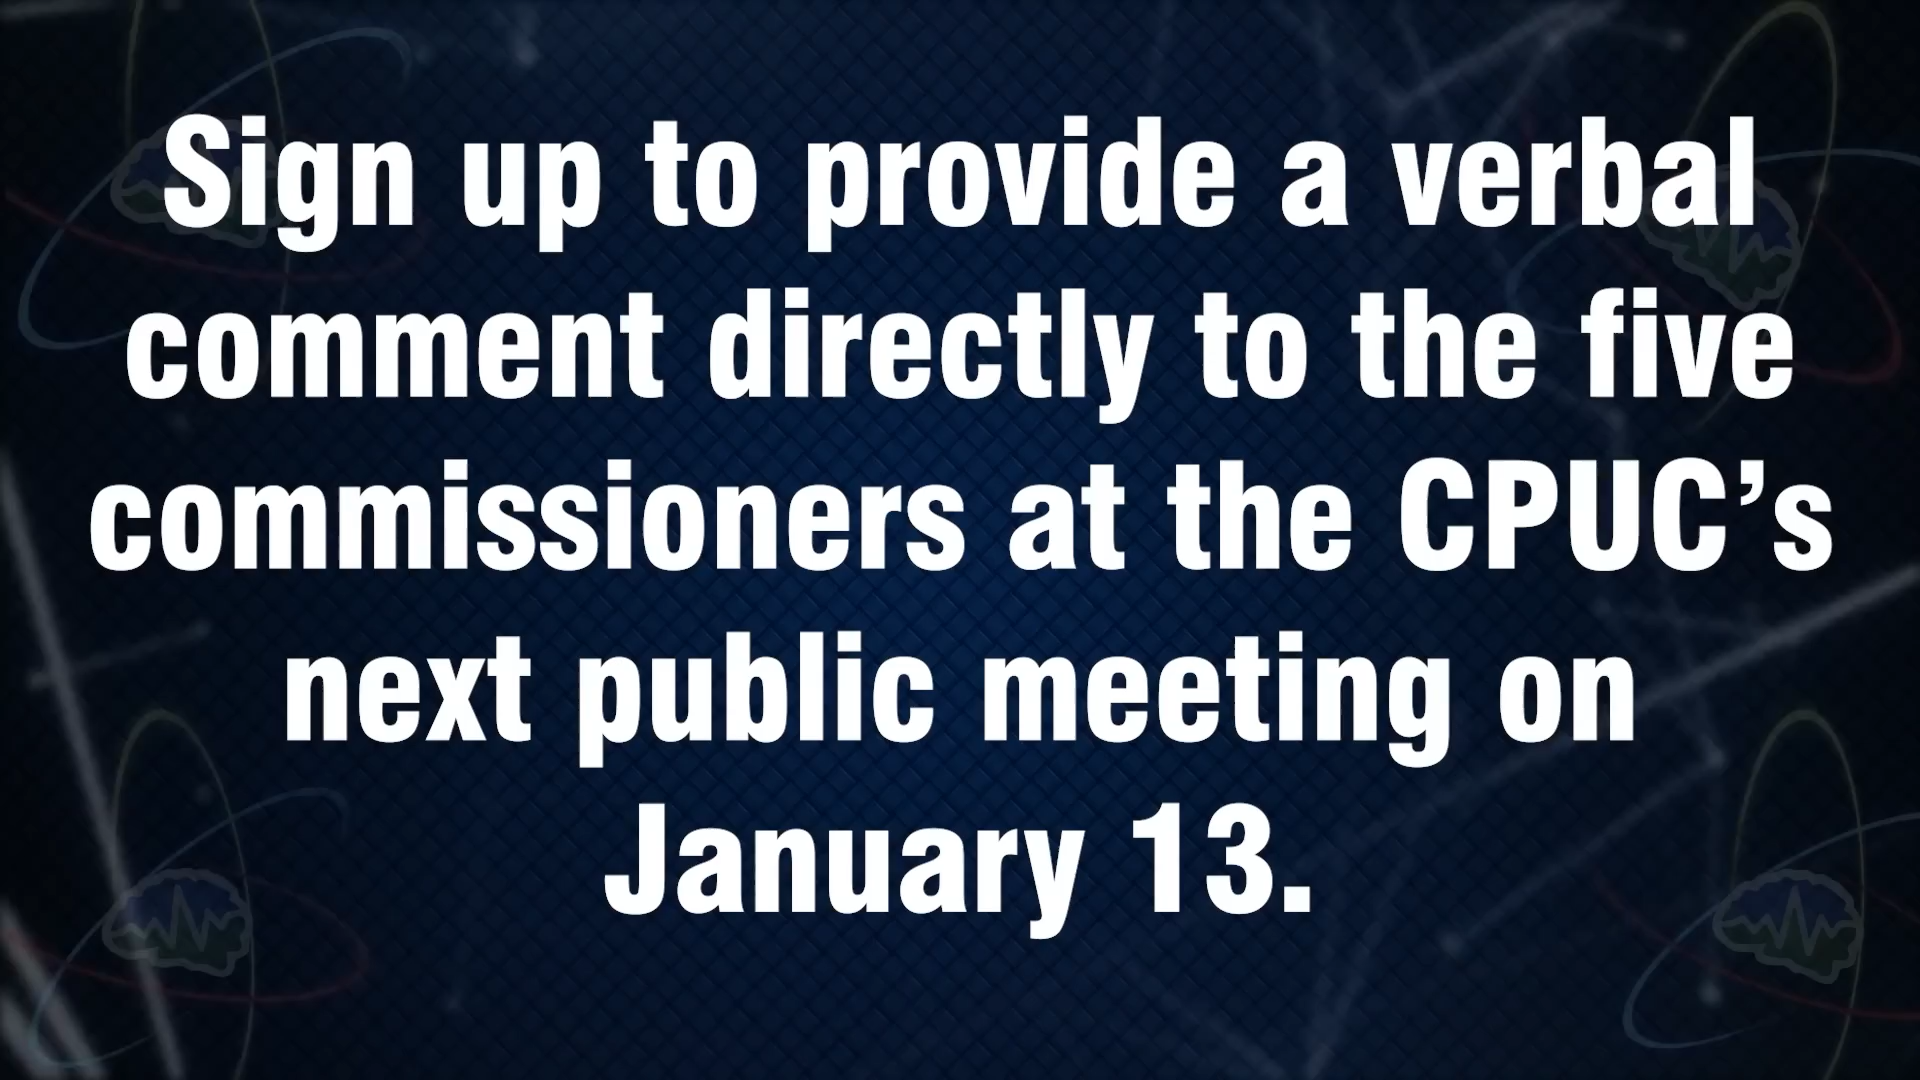 Sign up to provide a verbal
comment directly to the five
commissioners at the CPUC’s
next public meeting on
January 13.